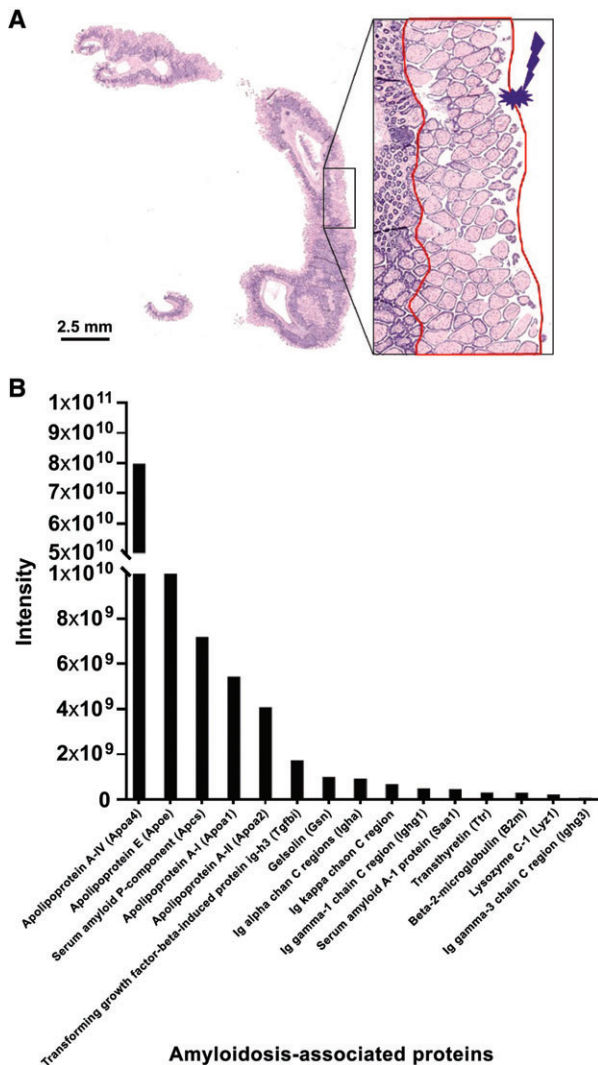 A
2.5 mm
B
1x10¹¹
9x10¹⁰
8x10¹⁰
7x10¹⁰
6x10¹⁰
5x10¹⁰
1x10¹⁰
8x10⁹
6x10⁹
4x10⁹
2x10⁹
0
Intensity
Apolipoprotein A-IV (Apoa4)
Apolipoprotein E (Apoe)
Serum amyloid P-component (Apcs)
Apolipoprotein A-I (Apoa1)
Apolipoprotein A-II (Apoa2)
Transforming growth factor-beta-induced protein ig-h3 (Tgfbi)
Gelsolin (Gsn)
Ig alpha chan C regions (Igha)
Ig kappa chaon C region
Ig gamma-1 chain C region (Ighg1)
Serum amyloid A-1 protein (Saa1)
Transthyretin (Ttr)
Beta-2-microglobulin (B2m)
Lysozyme C-1 (Lyz1)
Ig gamma-3 chain C region (Ighg3)
Amyloidosis-associated proteins